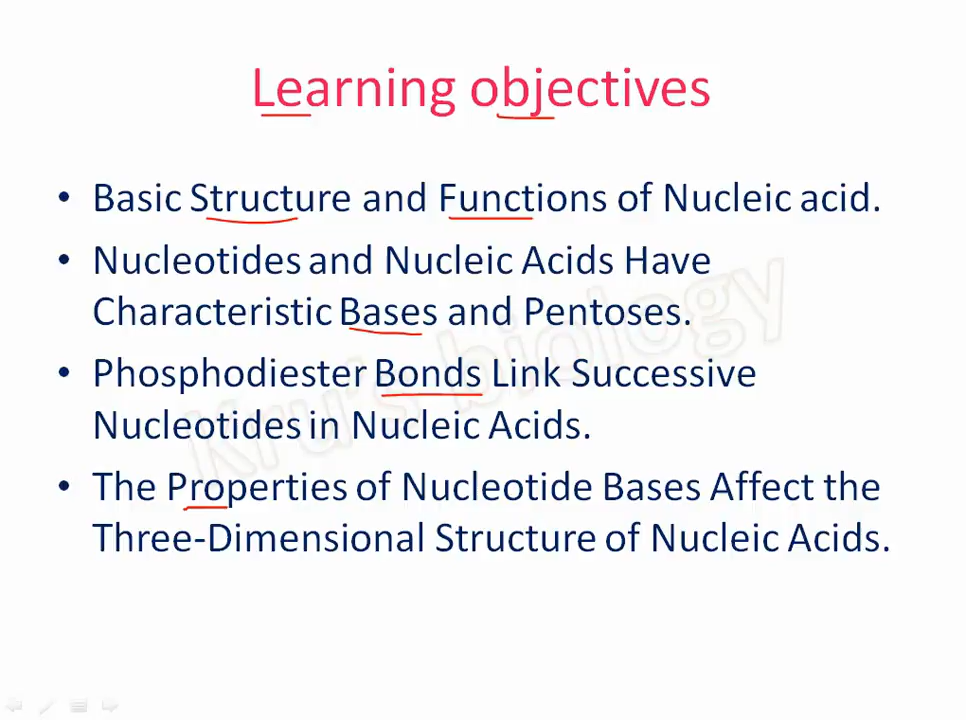 Learning objectives
• Basic Structure and Functions of Nucleic acid.
• Nucleotides and Nucleic Acids Have
Characteristic Bases and Pentoses.
• Phosphodiester Bonds Link Successive
Nucleotides in Nucleic Acids.
• The Properties of Nucleotide Bases Affect the
Three-Dimensional Structure of Nucleic Acids.
Kru's biology